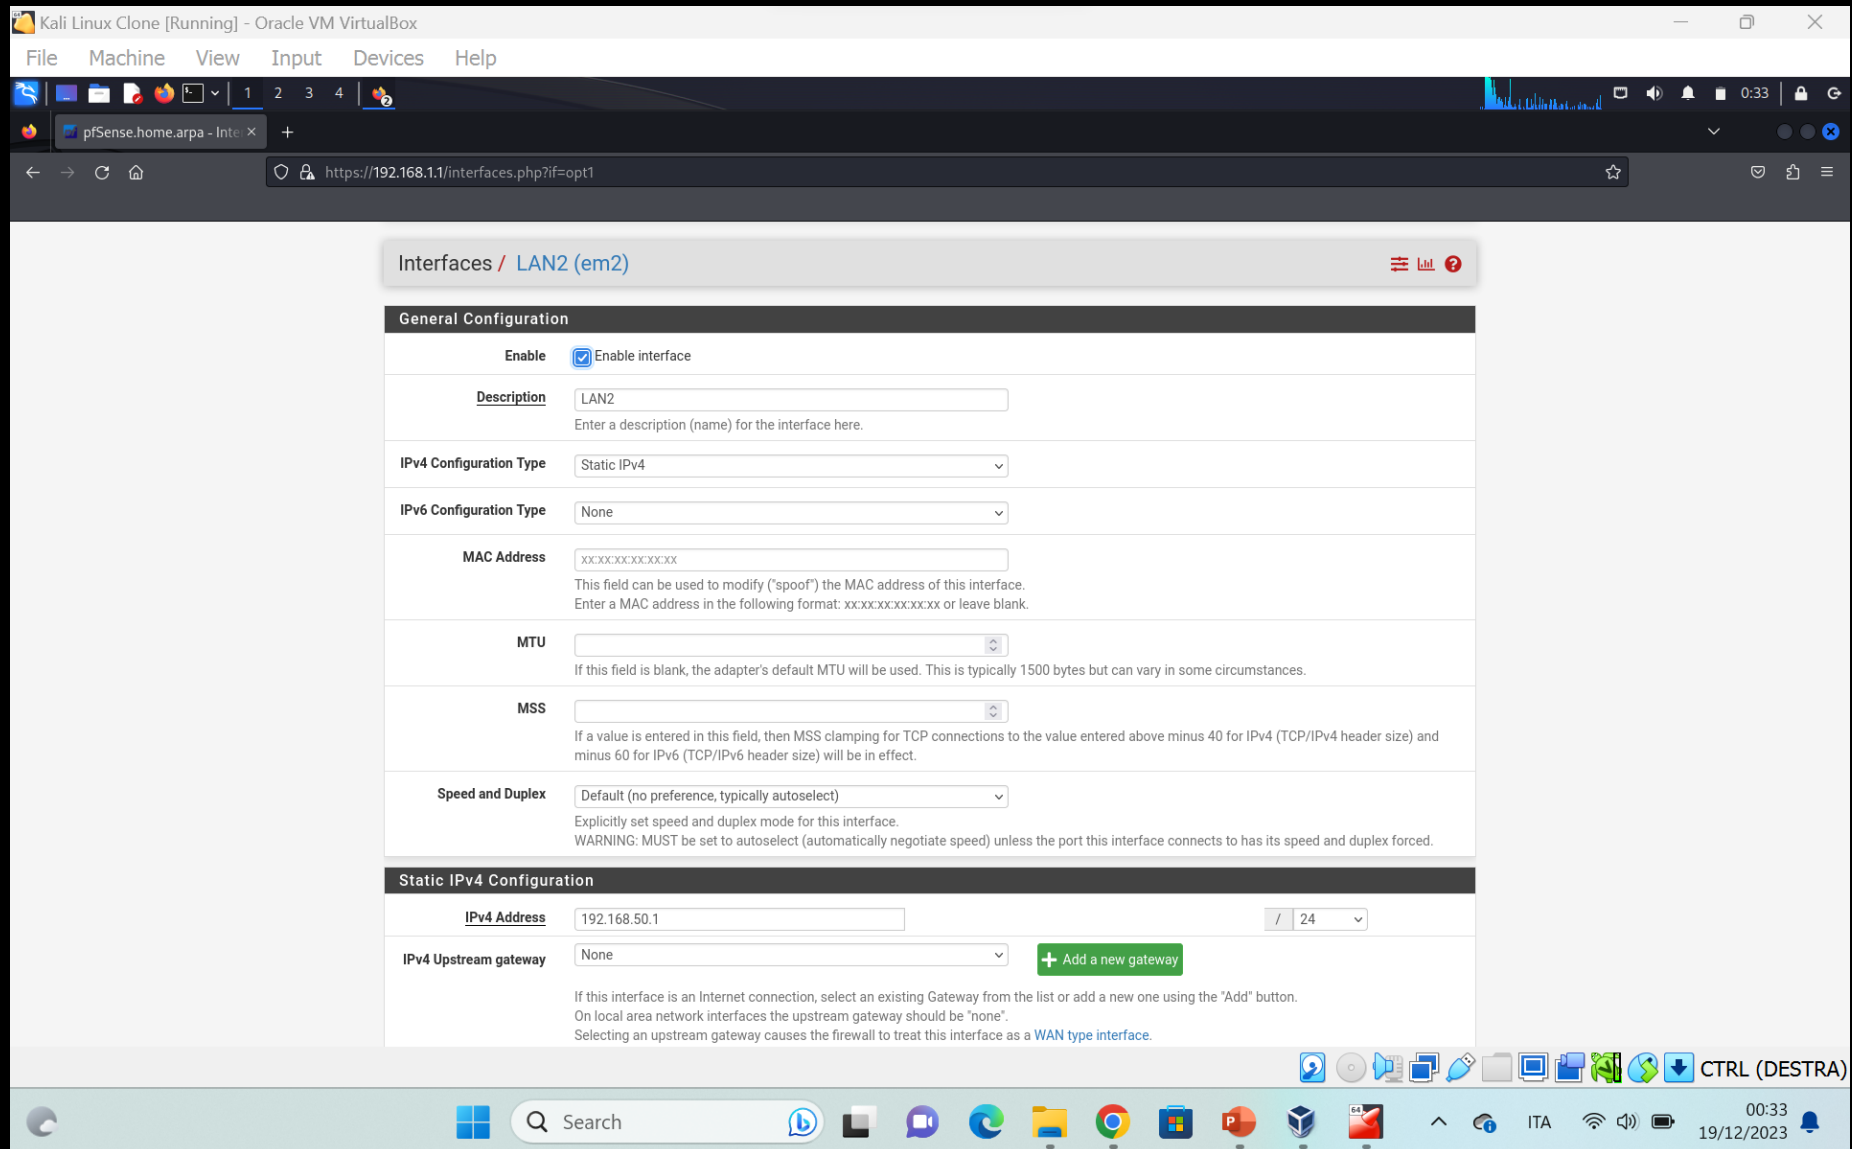 Kali Linux Clone [Running] - Oracle VM VirtualBox
File Machine View Input Devices Help
1 2 3 4 2 0:33
pfSense.home.arpa - Inte
https://192.168.1.1/interfaces.php?if=opt1
Interfaces / LAN2 (em2)
General Configuration
Enable Enable interface
Description LAN2
Enter a description (name) for the interface here.
IPv4 Configuration Type Static IPv4
IPv6 Configuration Type None
MAC Address xx:xx:xx:xx:xx:xx
This field can be used to modify ("spoof") the MAC address of this interface.
Enter a MAC address in the following format: xx:xx:xx:xx:xx:xx or leave blank.
MTU
If this field is blank, the adapter's default MTU will be used. This is typically 1500 bytes but can vary in some circumstances.
MSS
If a value is entered in this field, then MSS clamping for TCP connections to the value entered above minus 40 for IPv4 (TCP/IPv4 header size) and
minus 60 for IPv6 (TCP/IPv6 header size) will be in effect.
Speed and Duplex Default (no preference, typically autoselect)
Explicitly set speed and duplex mode for this interface.
WARNING: MUST be set to autoselect (automatically negotiate speed) unless the port this interface connects to has its speed and duplex forced.
Static IPv4 Configuration
IPv4 Address 192.168.50.1 / 24
IPv4 Upstream gateway None Add a new gateway
If this interface is an Internet connection, select an existing Gateway from the list or add a new one using the "Add" button.
On local area network interfaces the upstream gateway should be "none".
Selecting an upstream gateway causes the firewall to treat this interface as a WAN type interface.
CTRL (DESTRA)
Search 64 ITA 00:33
19/12/2023